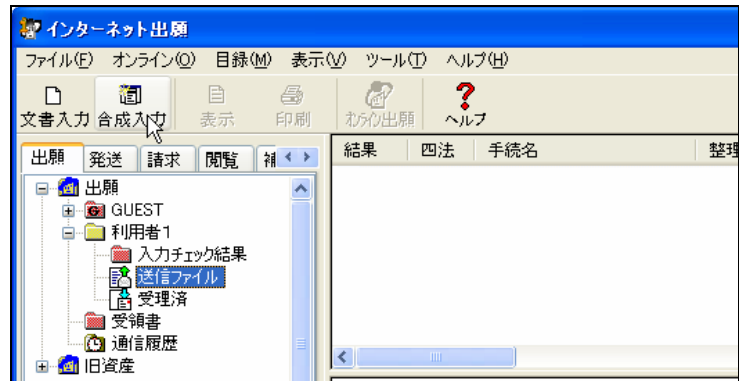 インターネット出願
ファイル(F) オンライン(O) 目録(M) 表示(V) ツール(T) ヘルプ(H)
文書入力 合成入力 表示 印刷 オンライン出願 ヘルプ
出願 発送 請求 閲覧 補
結果 四法 手続名 整理
出願
GUEST
利用者1
入力チェック結果
送信ファイル
受理済
受領書
通信履歴
旧資産